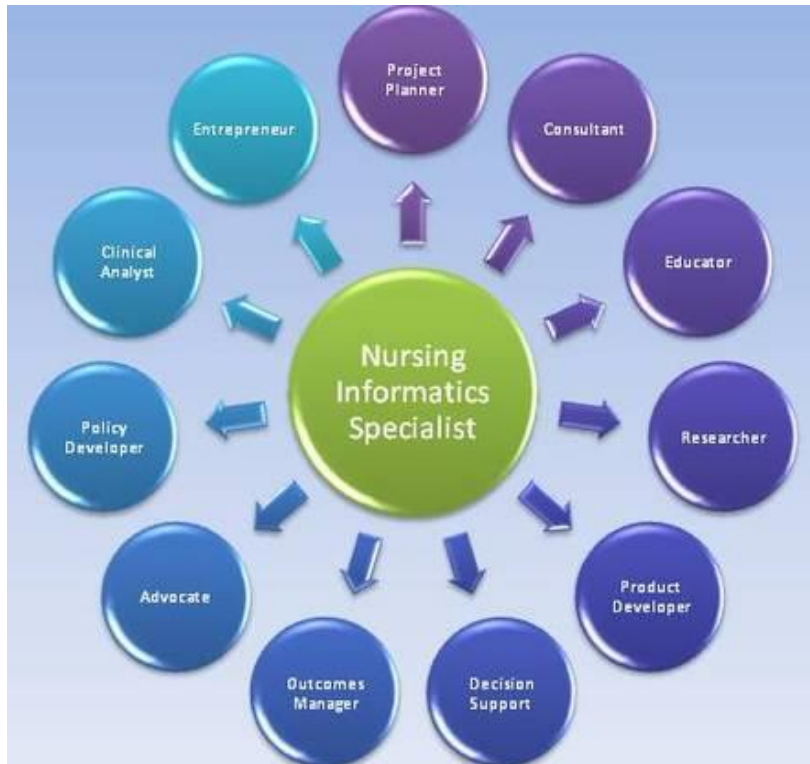 Project
Planner
Consultant
Educator
Researcher
Product
Developer
Decision
Support
Outcomes
Manager
Advocate
Policy
Developer
Clinical
Analyst
Entrepreneur
Nursing
Informatics
Specialist